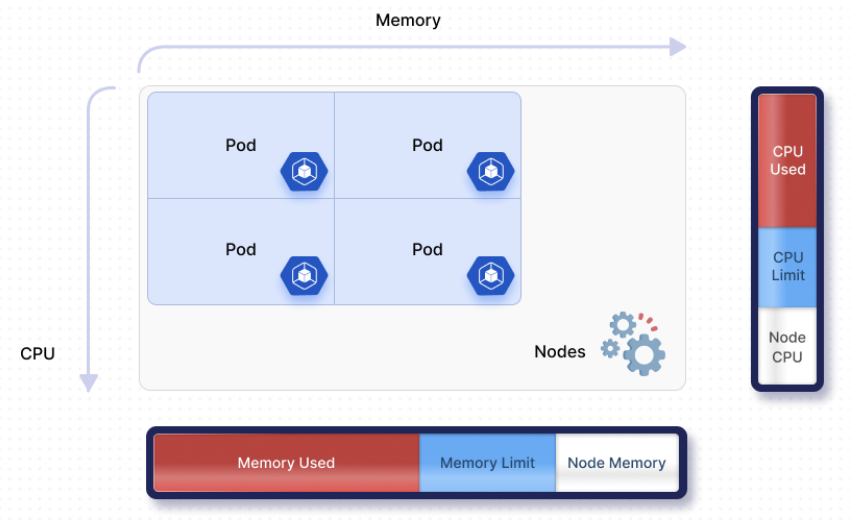 Memory
Pod
Pod
CPU
Used
Pod
Pod
CPU
Limit
CPU
Nodes
Node
CPU
Memory Used
Memory Limit
Node Memory